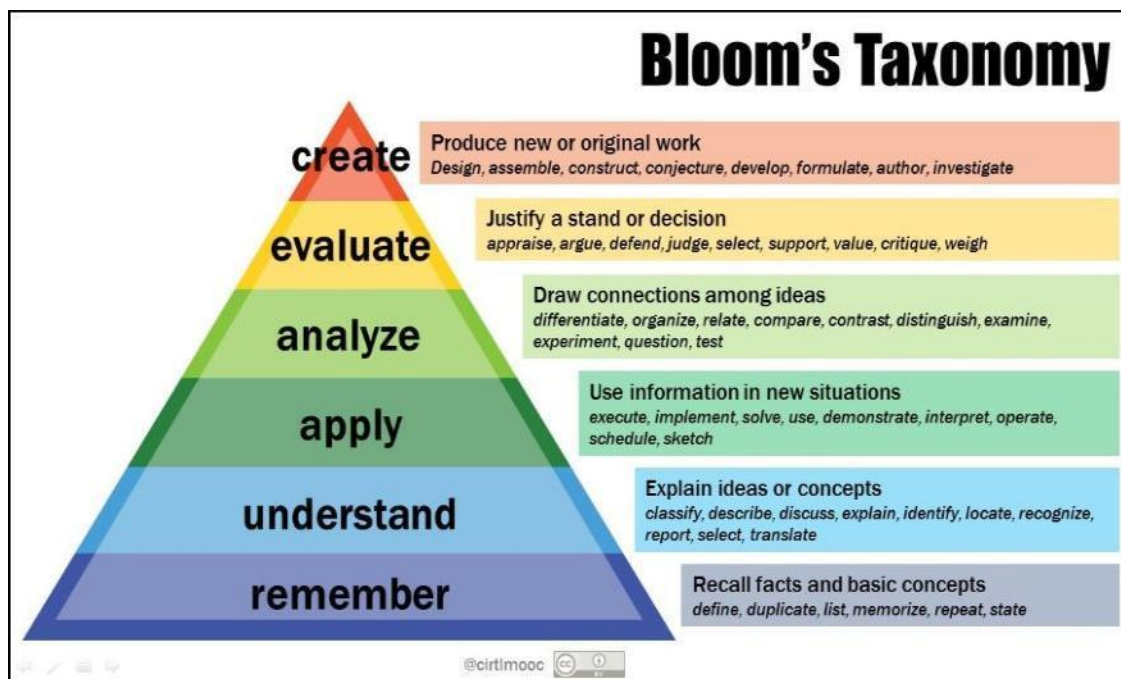 Bloom's Taxonomy
create
Produce new or original work
Design, assemble, construct, conjecture, develop, formulate, author, investigate
evaluate
Justify a stand or decision
appraise, argue, defend, judge, select, support, value, critique, weigh
analyze
Draw connections among ideas
differentiate, organize, relate, compare, contrast, distinguish, examine,
experiment, question, test
apply
Use information in new situations
execute, implement, solve, use, demonstrate, interpret, operate,
schedule, sketch
understand
Explain ideas or concepts
classify, describe, discuss, explain, identify, locate, recognize,
report, select, translate
remember
Recall facts and basic concepts
define, duplicate, list, memorize, repeat, state
@cirtlmooc
cc
BY